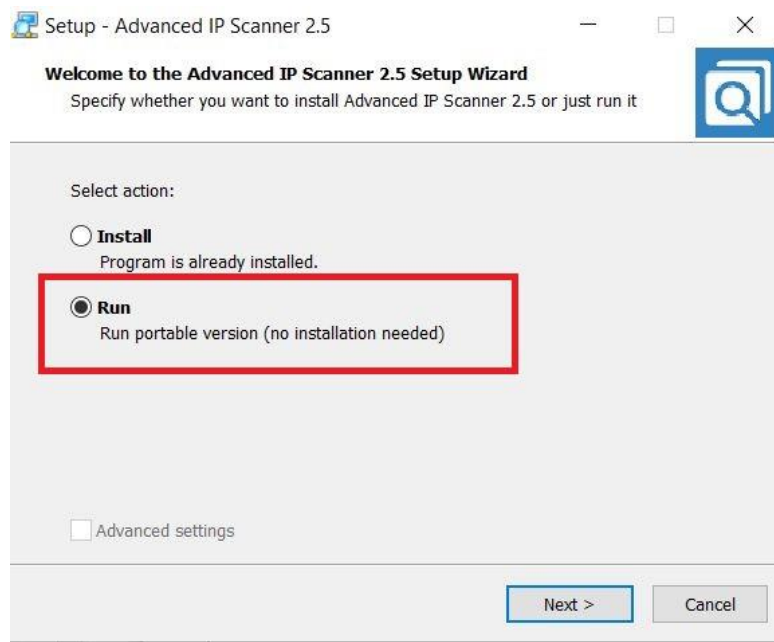 Setup - Advanced IP Scanner 2.5
Welcome to the Advanced IP Scanner 2.5 Setup Wizard
Specify whether you want to install Advanced IP Scanner 2.5 or just run it
Select action:
Install
Program is already installed.
Run
Run portable version (no installation needed)
Advanced settings
Next >
Cancel